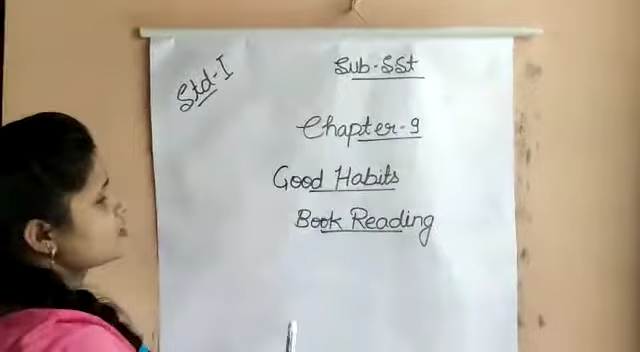 Std-I
Sub-SSt
Chapter-9
Good Habits
Book Reading